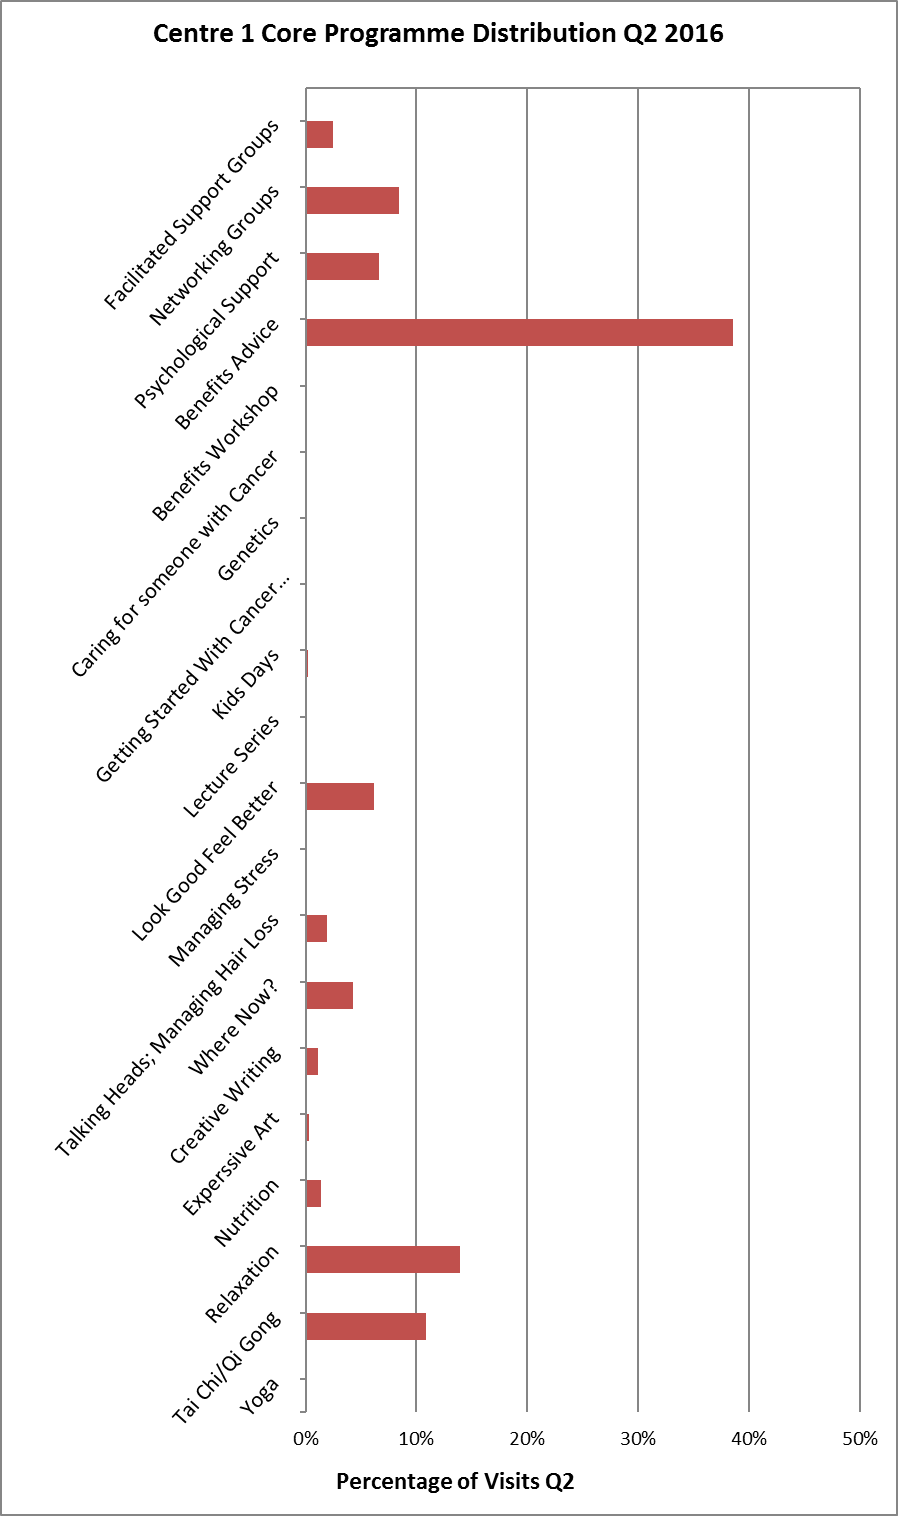 Centre 1 Core Programme Distribution Q2 2016
Facilitated Support Groups
Networking Groups
Psychological Support
Benefits Advice
Benefits Workshop
Caring for someone with Cancer
Genetics
Getting Started With Cancer...
Kids Days
Lecture Series
Look Good Feel Better
Managing Stress
Talking Heads; Managing Hair Loss
Where Now?
Creative Writing
Experssive Art
Nutrition
Relaxation
Tai Chi/Qi Gong
Yoga
0% 10% 20% 30% 40% 50%
Percentage of Visits Q2